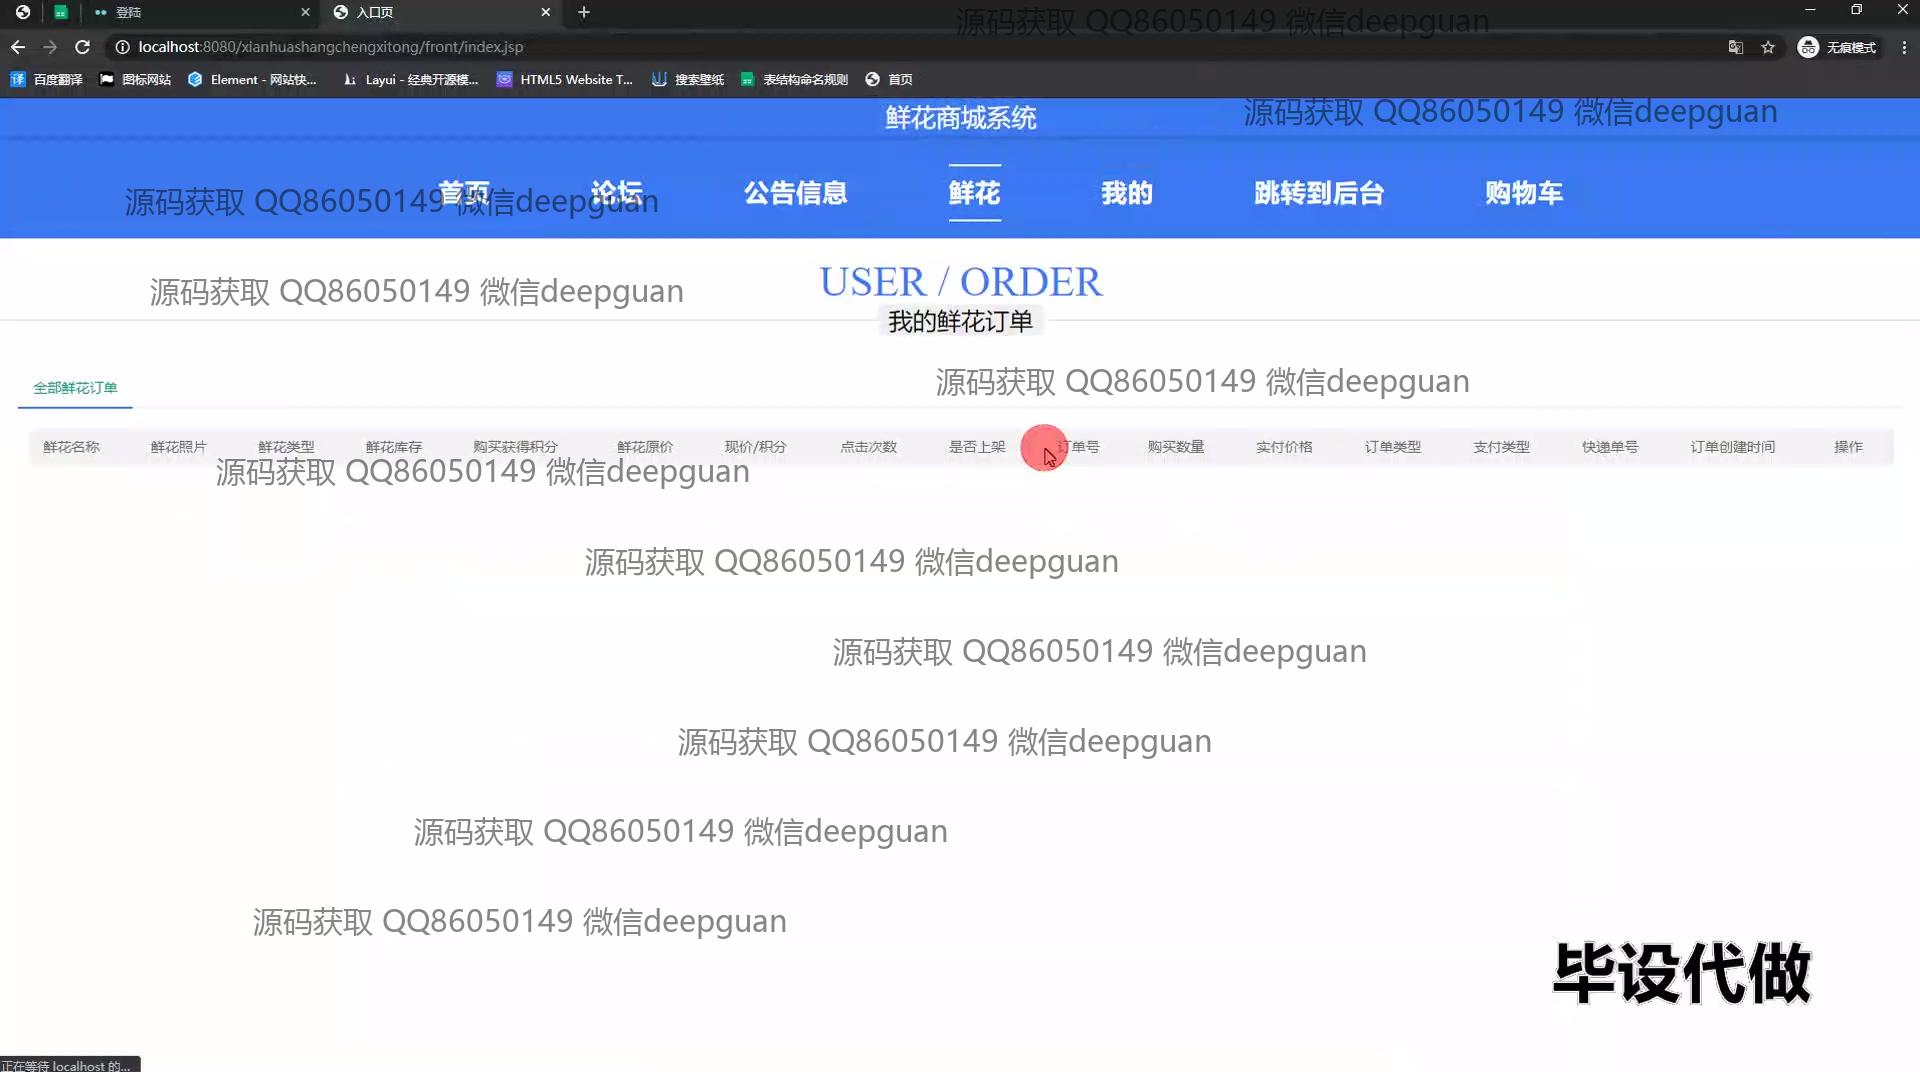 登陆
入口页
源码获取 QQ86050149 微信deepguan
localhost:8080/xianhuashangchengxitong/front/index.jsp
无痕模式
百度翻译 图标网站 Element - 网站快... Layui - 经典开源模... HTML5 Website T... 搜索壁纸 表结构命名规则 首页
鲜花商城系统
源码获取 QQ86050149 微信deepguan
首页 论坛 公告信息 鲜花 我的 跳转到后台 购物车
源码获取 QQ86050149 微信deepguan
USER / ORDER
源码获取 QQ86050149 微信deepguan
我的鲜花订单
全部鲜花订单
源码获取 QQ86050149 微信deepguan
鲜花名称 鲜花照片 鲜花类型 鲜花库存 购买获得积分 鲜花原价 现价/积分 点击次数 是否上架 订单号 购买数量 实付价格 订单类型 支付类型 快递单号 订单创建时间 操作
源码获取 QQ86050149 微信deepguan
源码获取 QQ86050149 微信deepguan
源码获取 QQ86050149 微信deepguan
源码获取 QQ86050149 微信deepguan
源码获取 QQ86050149 微信deepguan
源码获取 QQ86050149 微信deepguan
毕设代做
正在等待 localhost 的...